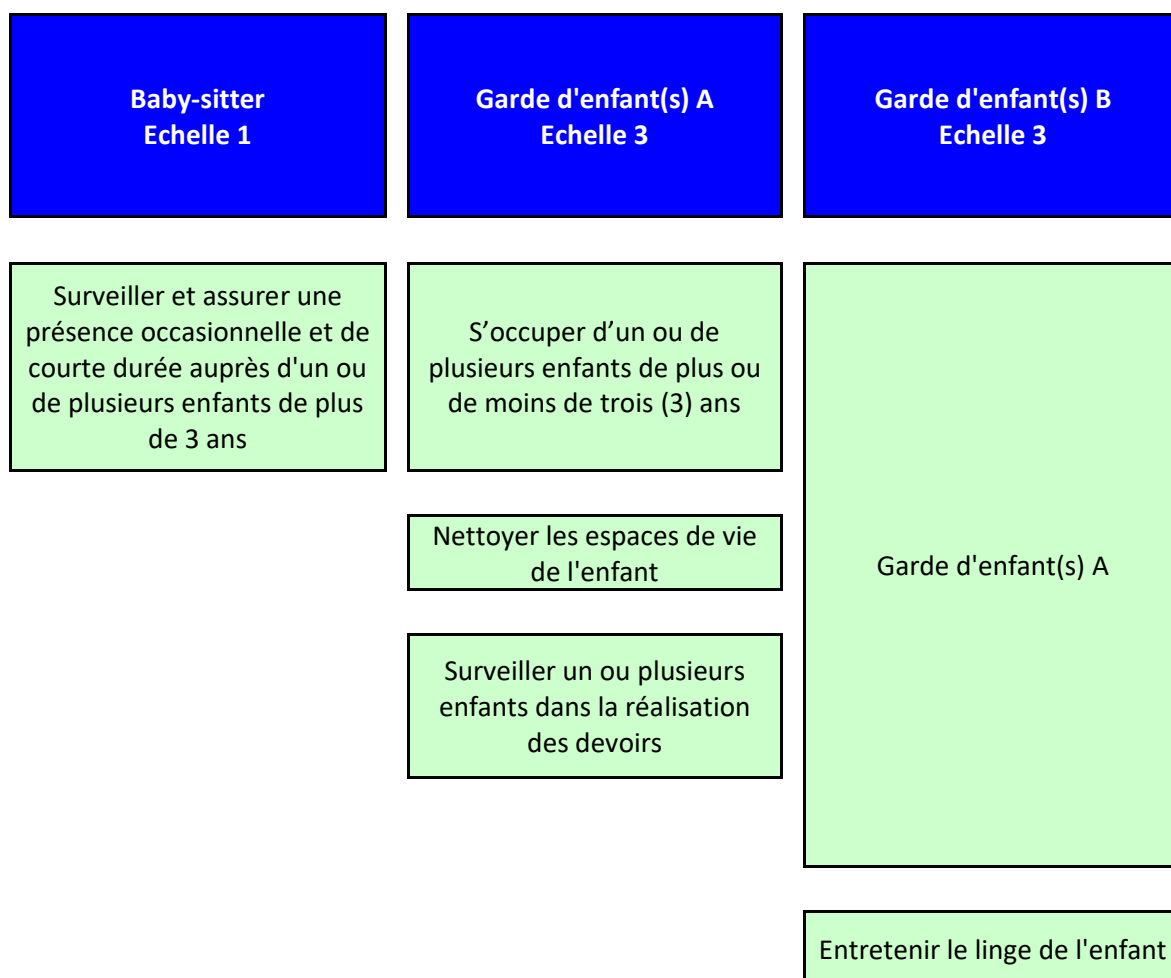 Baby-sitter
Echelle 1
Garde d'enfant(s) A
Echelle 3
Garde d'enfant(s) B
Echelle 3
Surveiller et assurer une
présence occasionnelle et de
courte durée auprès d'un ou
de plusieurs enfants de plus
de 3 ans
S’occuper d’un ou de
plusieurs enfants de plus ou
de moins de trois (3) ans
Nettoyer les espaces de vie
de l'enfant
Surveiller un ou plusieurs
enfants dans la réalisation
des devoirs
Garde d'enfant(s) A
Entretenir le linge de l'enfant